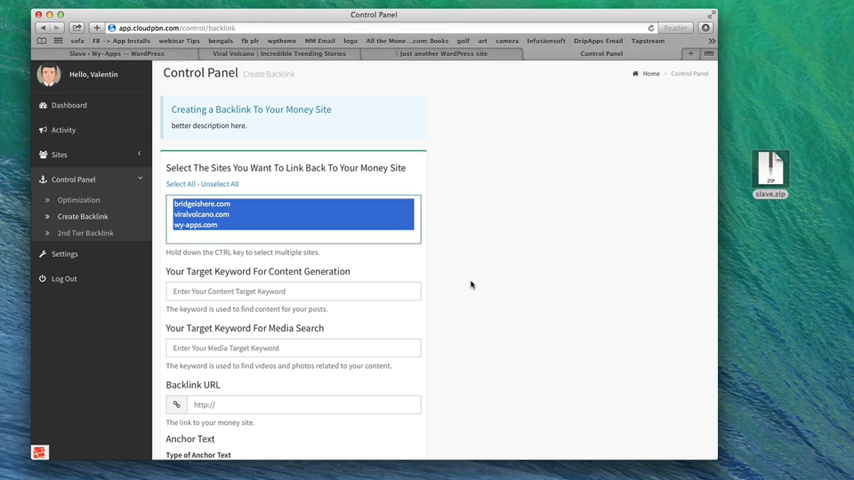 Control Panel
app.cloudpbn.com/control/backlink
Reader
sofa FB -> App Installs webinar Tips bengals fb plr wptheme MM Email logo All the Mone ...com: Books golf art camera Infusionsoft DripApps Email Tapstream
Slave ‹ Wy-Apps — WordPress
Viral Volcano | Incredible Trending Stories
| Just another WordPress site
Control Panel
Hello, Valentin
Control Panel Create Backlink
Home › Control Panel
Dashboard
Activity
Sites
Control Panel
Optimization
Create Backlink
2nd Tier Backlink
Settings
Log Out
Creating a Backlink To Your Money Site
better description here.
Select The Sites You Want To Link Back To Your Money Site
Select All - Unselect All
bridgeishere.com
viralvolcano.com
wy-apps.com
Hold down the CTRL key to select multiple sites.
Your Target Keyword For Content Generation
Enter Your Content Target Keyword
The keyword is used to find content for your posts.
Your Target Keyword For Media Search
Enter Your Media Target Keyword
The keyword is used to find videos and photos related to your content.
Backlink URL
http://
The link to your money site.
Anchor Text
Type of Anchor Text
ZIP
slave.zip